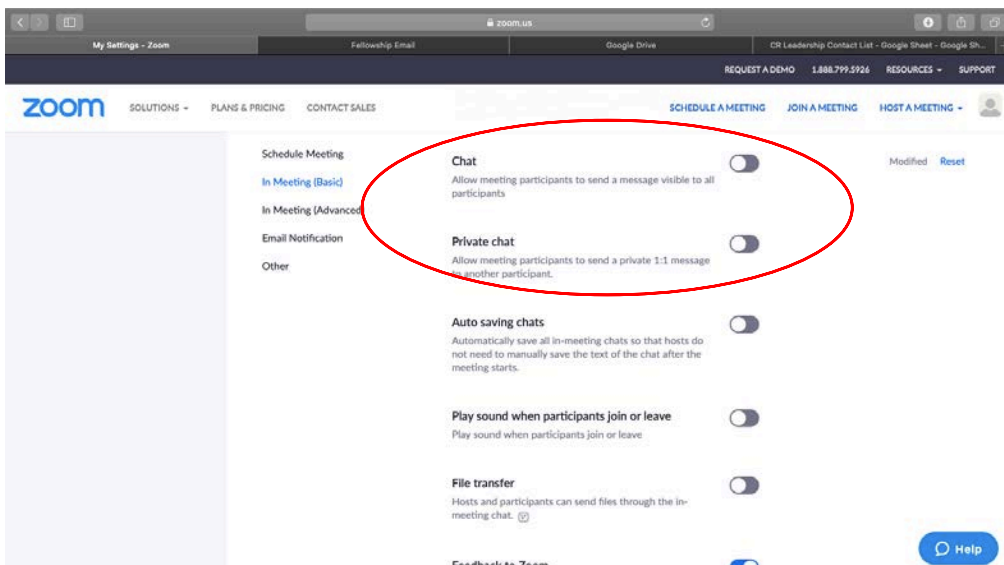 zoom.us
My Settings - Zoom
Fellowship Email
Google Drive
CR Leadership Contact List - Google Sheet - Google Sh...
REQUEST A DEMO 1.888.799.5926 RESOURCES SUPPORT
zoom SOLUTIONS PLANS & PRICING CONTACT SALES SCHEDULE A MEETING JOIN A MEETING HOST A MEETING
Schedule Meeting
In Meeting (Basic)
In Meeting (Advanced
Email Notification
Other
Chat
Modified Reset
Allow meeting participants to send a message visible to all
participants
Private chat
Allow meeting participants to send a private 1:1 message
to another participant.
Auto saving chats
Automatically save all in-meeting chats so that hosts do
not need to manually save the text of the chat after the
meeting starts.
Play sound when participants join or leave
Play sound when participants join or leave
File transfer
Hosts and participants can send files through the in-
meeting chat.
Feedback to Zoom
Help